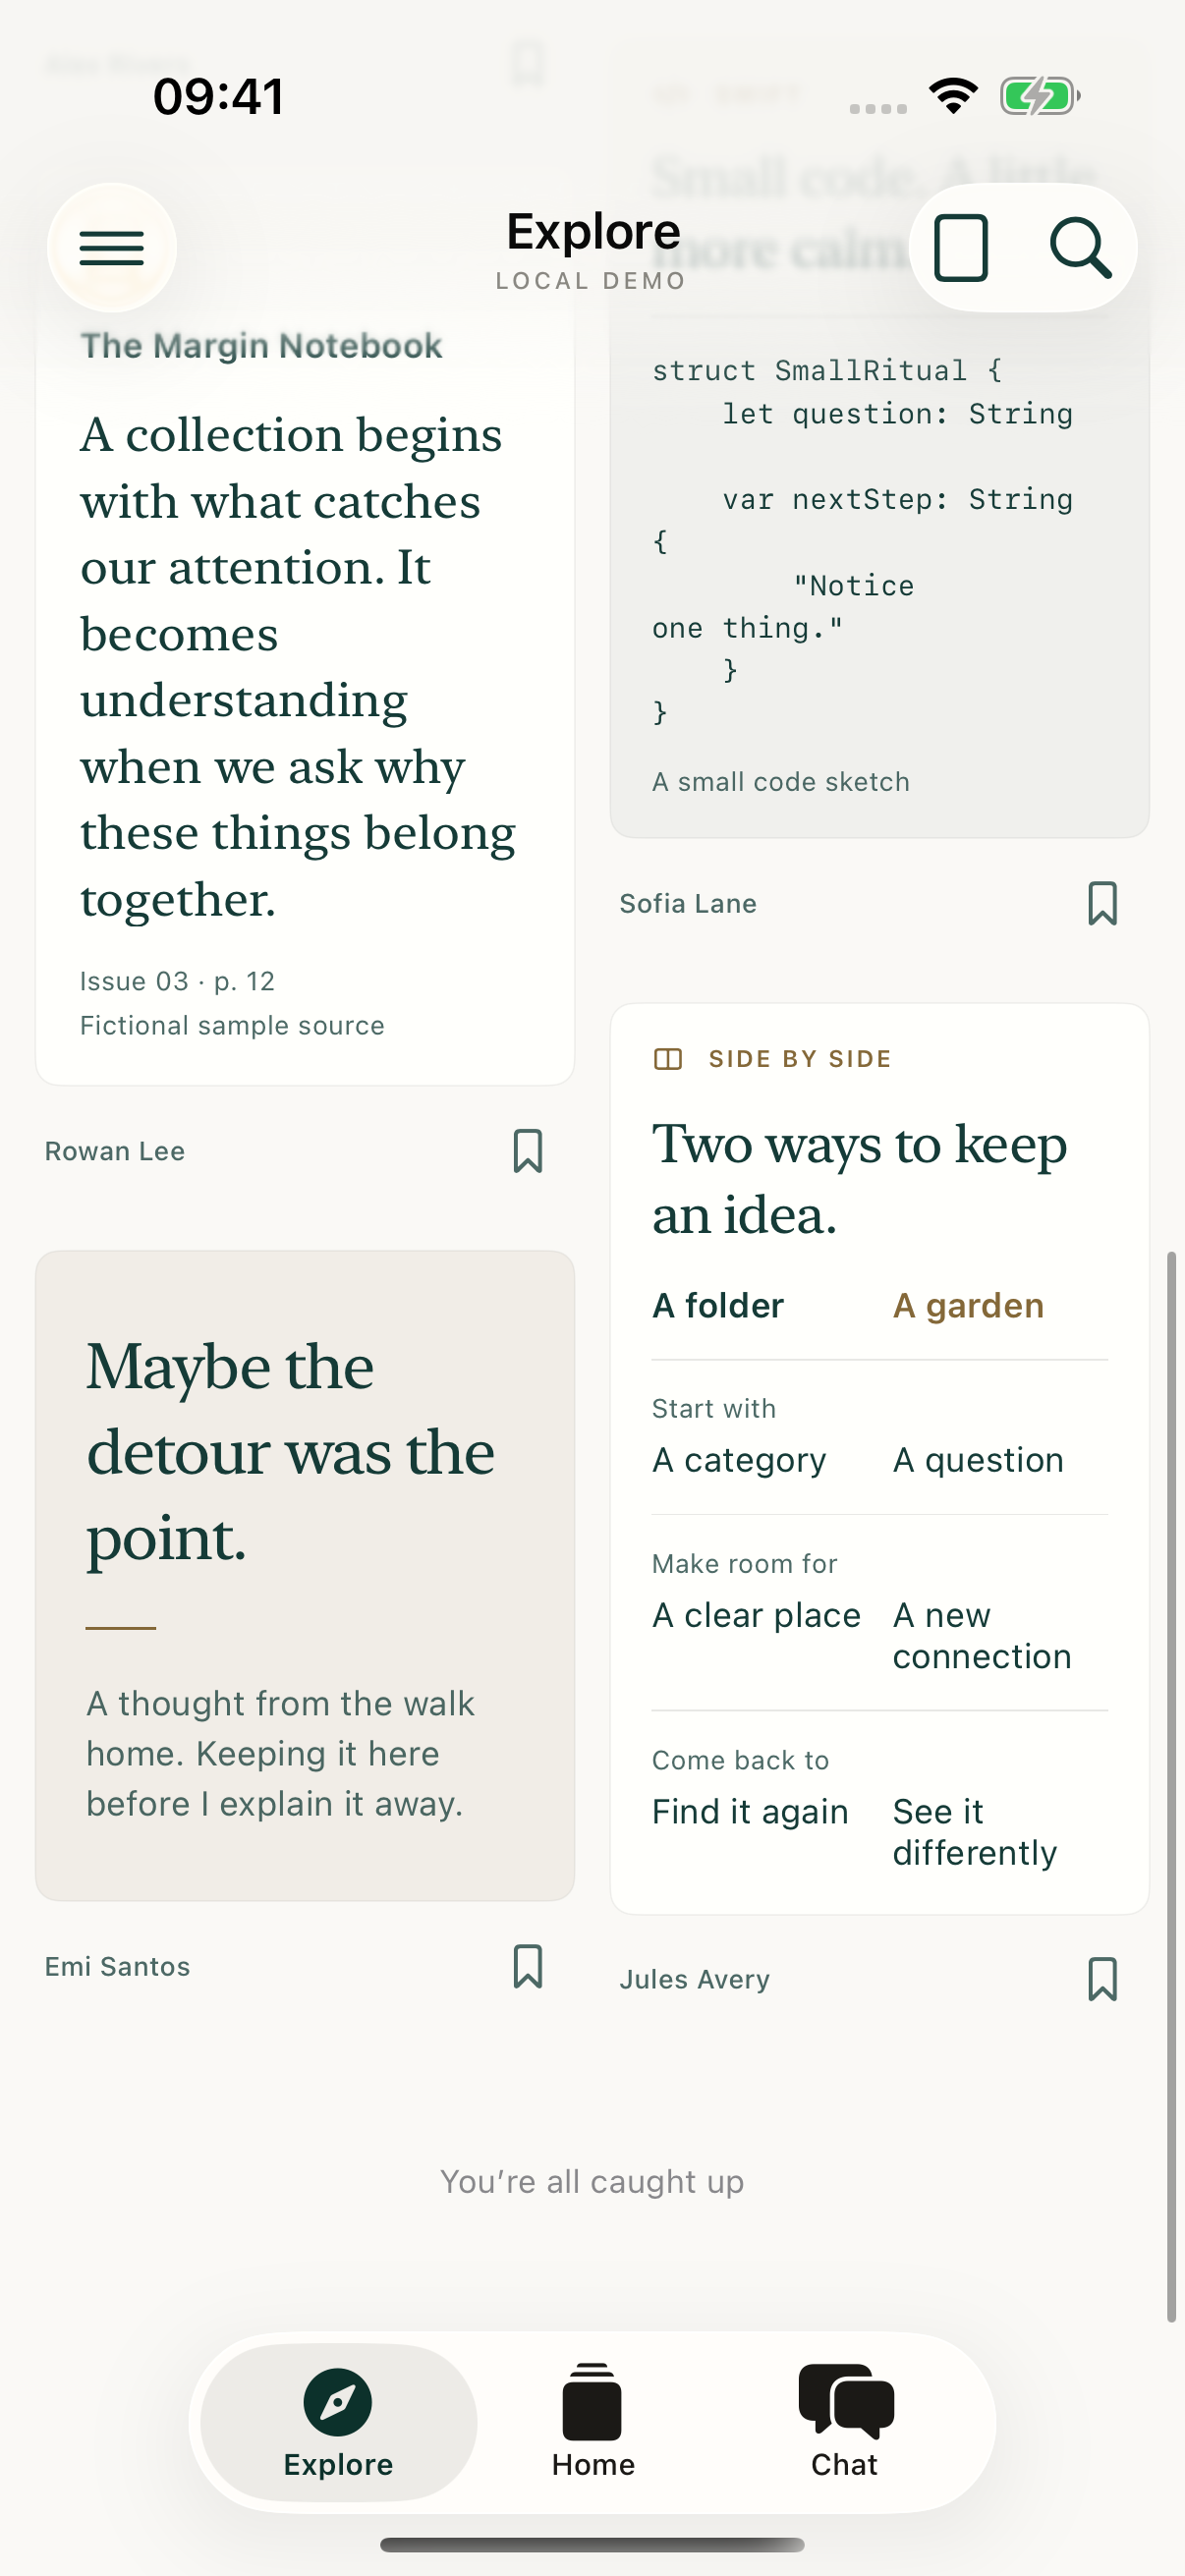 09:41
Explore
LOCAL DEMO
Small code. A little
more calm.
The Margin Notebook
A collection begins
with what catches
our attention. It
becomes
understanding
when we ask why
these things belong
together.
Issue 03 · p. 12
Fictional sample source
Rowan Lee
Maybe the
detour was the
point.
A thought from the walk
home. Keeping it here
before I explain it away.
Emi Santos
struct SmallRitual {
    let question: String
    var nextStep: String
{
        "Notice
one thing."
    }
}
A small code sketch
Sofia Lane
SIDE BY SIDE
Two ways to keep
an idea.
A folder A garden
Start with
A category A question
Make room for
A clear place A new
connection
Come back to
Find it again See it
differently
Jules Avery
You’re all caught up
Explore Home Chat